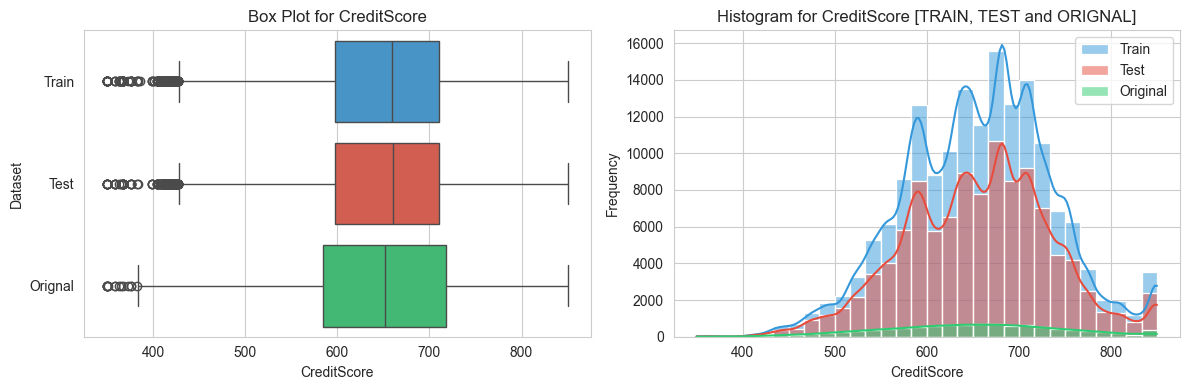 Box Plot for CreditScore
Dataset
Train
Test
Orignal
400 500 600 700 800
CreditScore
Histogram for CreditScore [TRAIN, TEST and ORIGNAL]
Frequency
16000
14000
12000
10000
8000
6000
4000
2000
0
400 500 600 700 800
CreditScore
Train
Test
Original